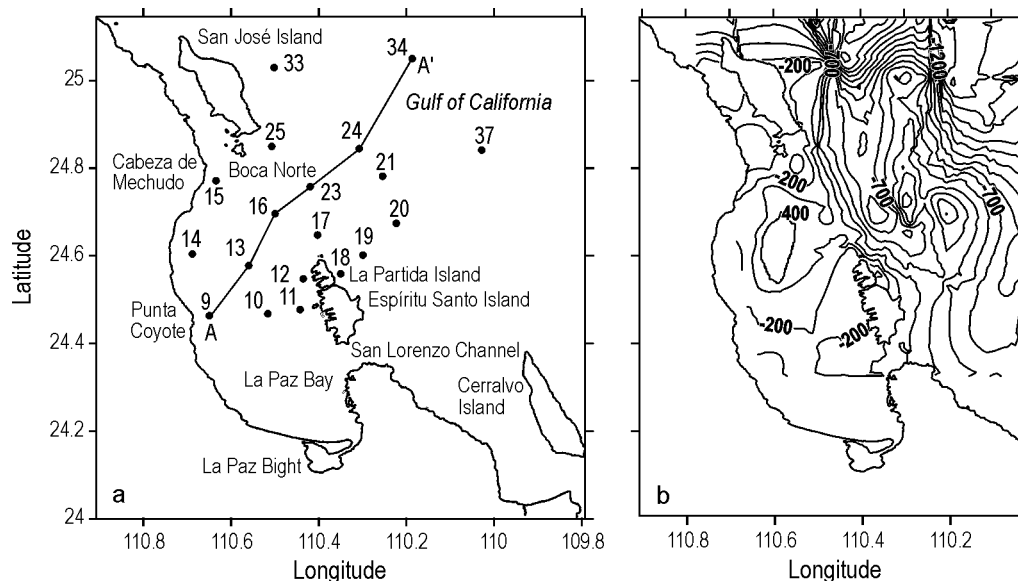 San José Island
34
33
A'
25
Gulf of California
25
24
37
24.8
Cabeza de
Mechudo
Boca Norte
21
15
16
23
20
14
13
17
19
24.6
12
18
La Partida Island
Punta
Coyote
9
10
11
Espíritu Santo Island
A
24.4
San Lorenzo Channel
La Paz Bay
Cerralvo
Island
24.2
La Paz Bight
24
a
Latitude
110.8
110.6
110.4
110.2
110
109.8
Longitude
-200
-1200
-200
-700
-700
400
-200
-200
b
110.8
110.6
110.4
110.2
Longitude